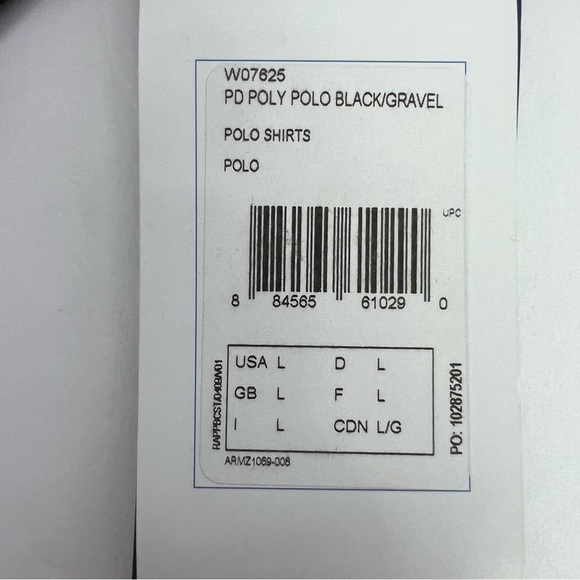 W07625
PD POLY POLO BLACK/GRAVEL
POLO SHIRTS
POLO
UPC
8 84565 61029 0
USA L D L
GB L F L
I L CDN L/G
PO: 102875201
ARMZ1069-006